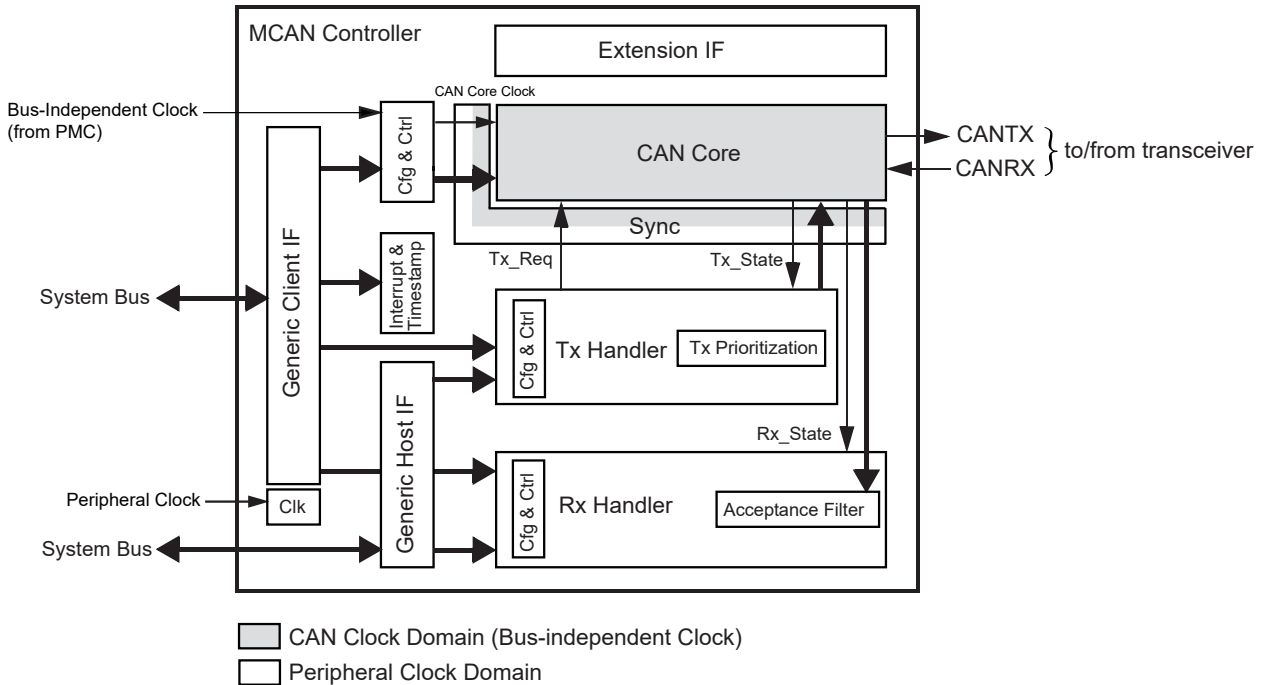 MCAN Controller
Extension IF
CAN Core Clock
Bus-Independent Clock
(from PMC)
Cfg & Ctrl
CAN Core
CANTX
CANRX
to/from transceiver
Sync
Generic Client IF
Interrupt &
Timestamp
Tx_Req
Tx_State
System Bus
Cfg & Ctrl
Tx Handler
Tx Prioritization
Generic Host IF
Rx_State
Peripheral Clock
Clk
Cfg & Ctrl
Rx Handler
Acceptance Filter
System Bus
CAN Clock Domain (Bus-independent Clock)
Peripheral Clock Domain